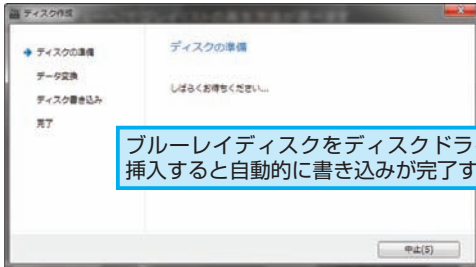 ディスク作成
ディスクの準備
データ変換
ディスク書き込み
完了
ディスクの準備
しばらくお待ちください...
ブルーレイディスクをディスクドラ
挿入すると自動的に書き込みが完了す
中止(S)